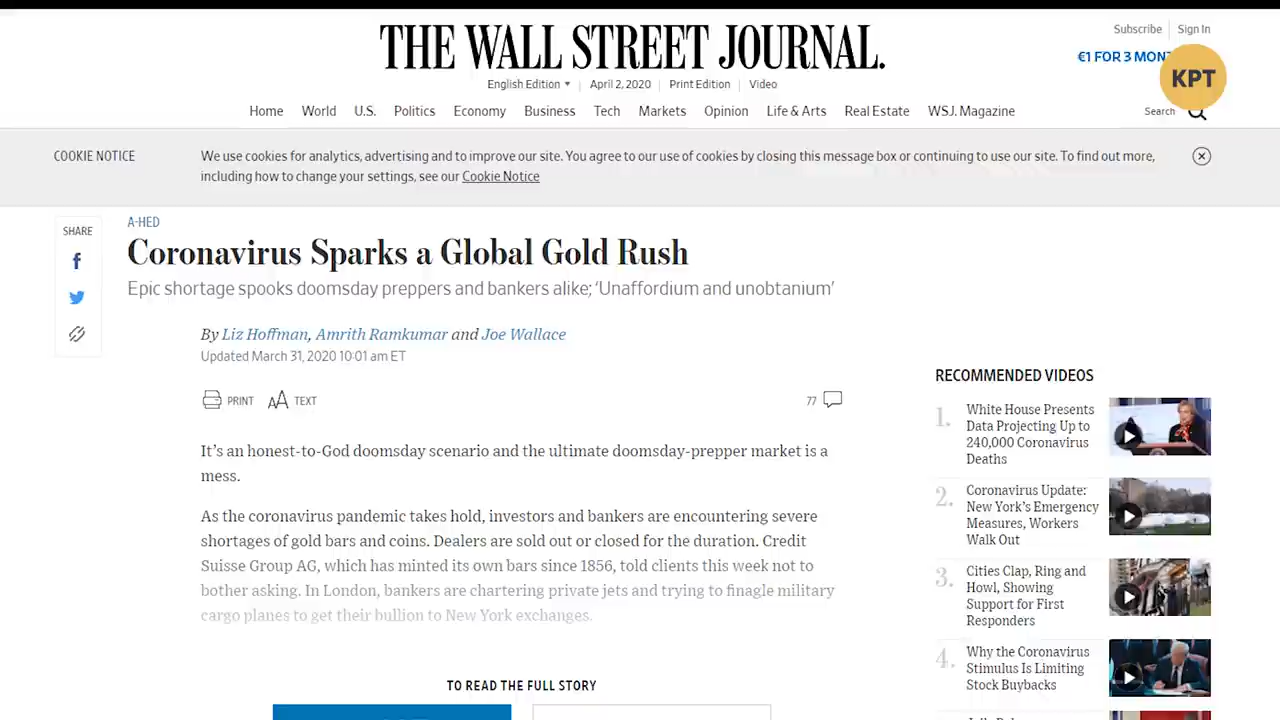 THE WALL STREET JOURNAL.
Subscribe Sign In
€1 FOR 3
KPT
English Edition April 2, 2020 Print Edition Video
Home World U.S. Politics Economy Business Tech Markets Opinion Life & Arts Real Estate WSJ. Magazine
Search
COOKIE NOTICE
We use cookies for analytics, advertising and to improve our site. You agree to our use of cookies by closing this message box or continuing to use our site. To find out more,
including how to change your settings, see our Cookie Notice
SHARE
A-HED
Coronavirus Sparks a Global Gold Rush
Epic shortage spooks doomsday preppers and bankers alike; ‘Unaffordium and unobtanium’
By Liz Hoffman, Amrith Ramkumar and Joe Wallace
Updated March 31, 2020 10:01 am ET
PRINT AA TEXT
77
It’s an honest-to-God doomsday scenario and the ultimate doomsday-prepper market is a
mess.
As the coronavirus pandemic takes hold, investors and bankers are encountering severe
shortages of gold bars and coins. Dealers are sold out or closed for the duration. Credit
Suisse Group AG, which has minted its own bars since 1856, told clients this week not to
bother asking. In London, bankers are chartering private jets and trying to finagle military
cargo planes to get their bullion to New York exchanges.
TO READ THE FULL STORY
RECOMMENDED VIDEOS
1. White House Presents
Data Projecting Up to
240,000 Coronavirus
Deaths
2. Coronavirus Update:
New York’s Emergency
Measures, Workers
Walk Out
3. Cities Clap, Ring and
Howl, Showing
Support for First
Responders
4. Why the Coronavirus
Stimulus Is Limiting
Stock Buybacks